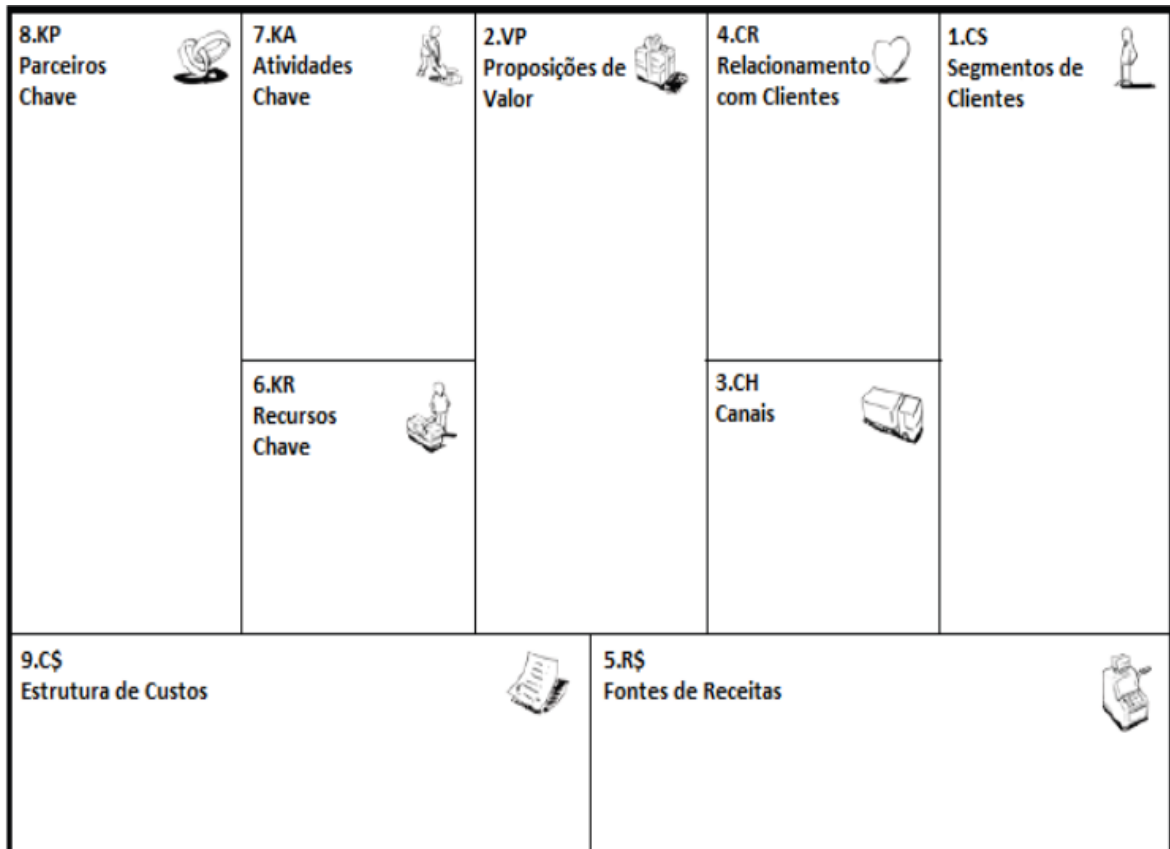 8.KP
Parceiros
Chave
7.KA
Atividades
Chave
2.VP
Proposições de
Valor
4.CR
Relacionamento
com Clientes
1.CS
Segmentos de
Clientes
6.KR
Recursos
Chave
3.CH
Canais
9.C$
Estrutura de Custos
5.R$
Fontes de Receitas